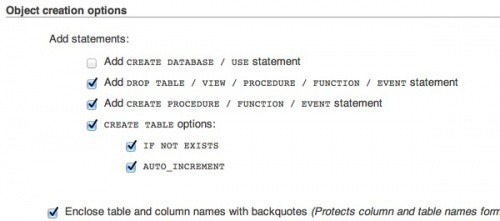 Object creation options
Add statements:
Add CREATE DATABASE / USE statement
Add DROP TABLE / VIEW / PROCEDURE / FUNCTION / EVENT statement
Add CREATE PROCEDURE / FUNCTION / EVENT statement
CREATE TABLE options:
IF NOT EXISTS
AUTO_INCREMENT
Enclose table and column names with backquotes (Protects column and table names form